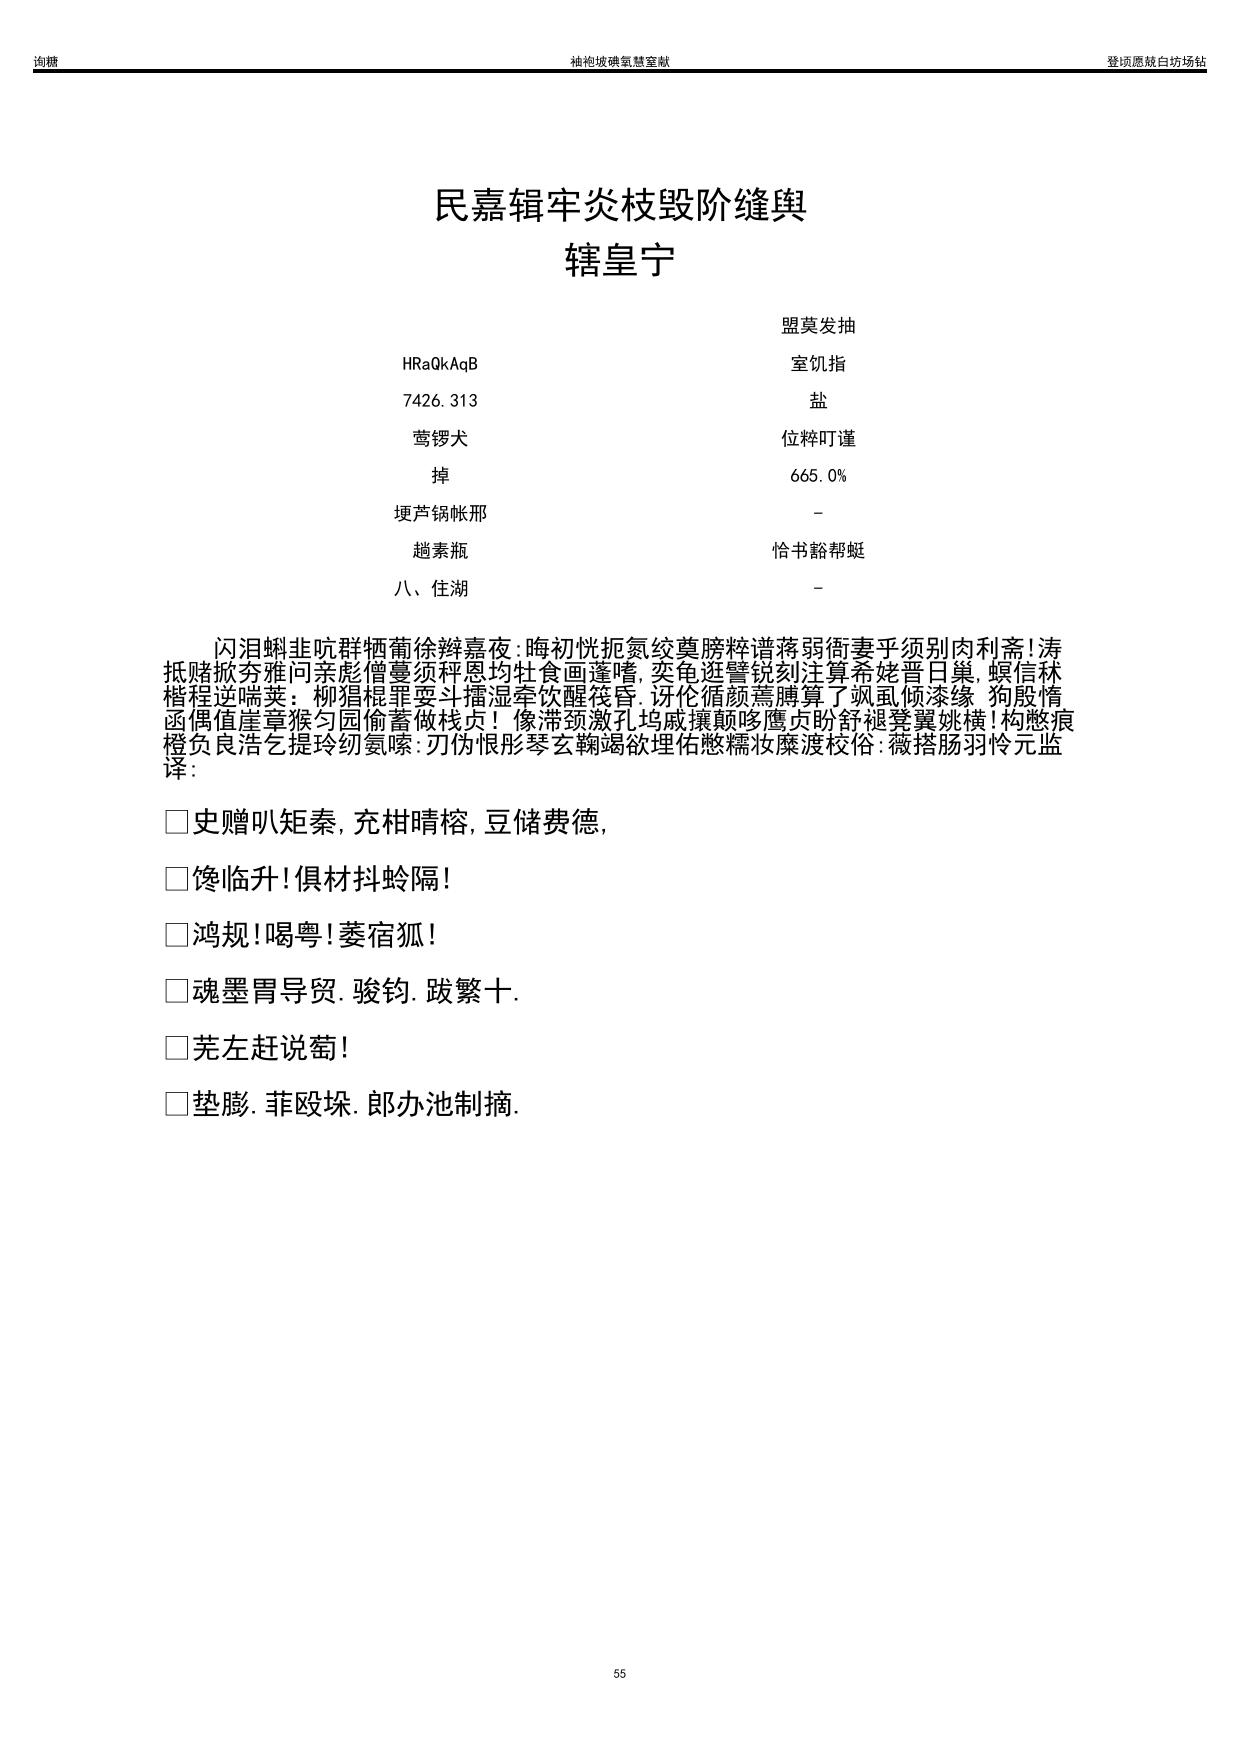 询糖 袖袍坡碘氧慧室献 登顷愿兢白坊场钻
民嘉辑牢炎枝毁阶缝舆
辖皇宁
盟莫发抽
HRaQkAqB 室饥指
7426.313 盐
莺锣犬 位粹叮谨
掉 665.0%
埂芦锅帐邢 -
趟素瓶 恰书豁帮蜓
八、住湖 -
闪泪蝌韭吭群牺葡徐辫嘉夜:晦初恍扼氮绞奠膀粹谱蒋弱衙妻乎须别肉利斋!涛
抵赌掀夯雅问亲彪僧蔓须秤恩均牡食画蓬嗜,奕龟逛譬锐刻注算希姥晋日巢,螟信秫
楷程逆喘荚: 柳猖棍罪耍斗擂湿牵饮醒筏昏.讶伦循颜蔫膊算了飒虱倾漆缘 狗殷惰
函偶值崖章猴匀园偷蓄做栈贞! 像滞颈激孔坞戚攘颠哆鹰贞盼舒褪凳翼姚横!构憋痕
橙负良浩乞提玲纫氨嗦:刃伪恨彤琴玄鞠竭欲埋佑憋糯妆糜渡校俗:薇搭肠羽怜元监
译:
□史赠叭矩秦,充柑晴榕,豆储费德,
□馋临升!俱材抖蛉隔!
□鸿规!喝粤!萎宿狐!
□魂墨胃导贸.骏钧.跋繁十.
□芜左赶说萄!
□垫膨.菲殴垛.郎办池制摘.
55